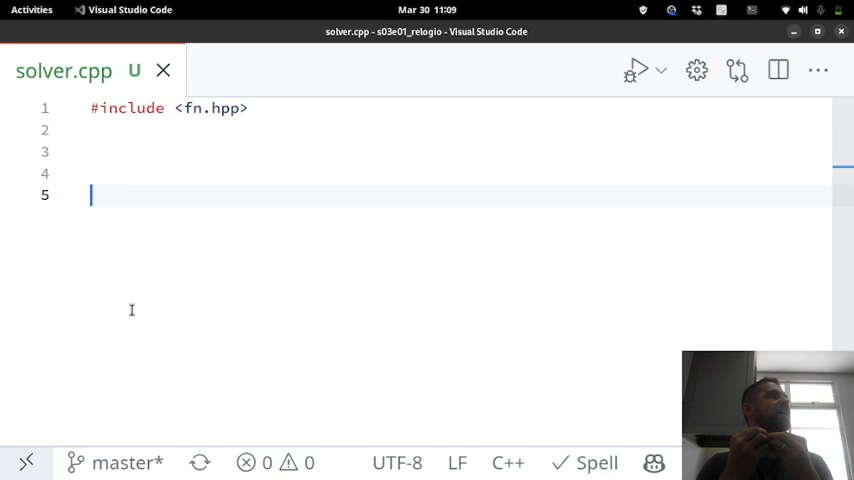 Activities
Visual Studio Code
Mar 30 11:09
solver.cpp - s03e01_relogio - Visual Studio Code
solver.cpp U
1 #include <fn.hpp>
2
3
4
5
master*
0 0
UTF-8
LF
C++
Spell